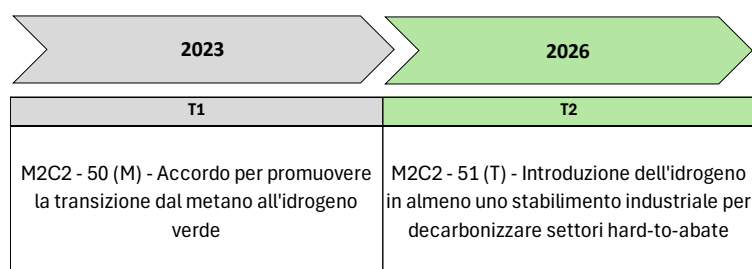 2023
2026
T1
T2
M2C2 - 50 (M) - Accordo per promuovere
la transizione dal metano all'idrogeno
verde
M2C2 - 51 (T) - Introduzione dell'idrogeno
in almeno uno stabilimento industriale per
decarbonizzare settori hard-to-abate